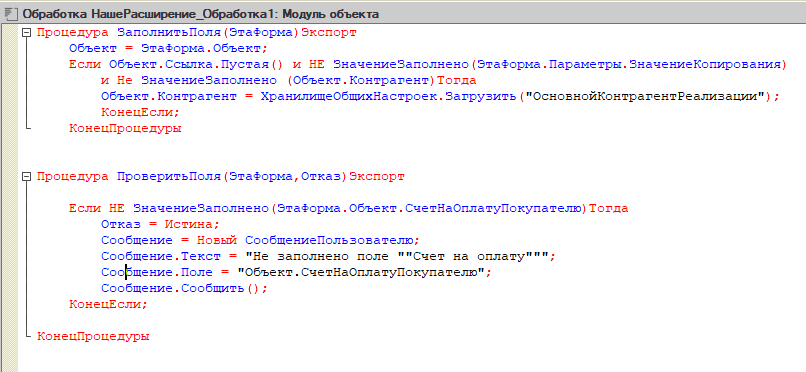 Обработка НашеРасширение_Обработка1: Модуль объекта
Процедура ЗаполнитьПоля(ЭтаФорма)Экспорт
Объект = ЭтаФорма.Объект;
Если Объект.Ссылка.Пустая() и НЕ ЗначениеЗаполнено(ЭтаФорма.Параметры.ЗначениеКопирования)
и Не ЗначениеЗаполнено (Объект.Контрагент)Тогда
Объект.Контрагент = ХранилищеОбщихНастроек.Загрузить("ОсновнойКонтрагентРеализации");
КонецЕсли;
КонецПроцедуры
Процедура ПроверитьПоля(ЭтаФорма,Отказ)Экспорт
Если НЕ ЗначениеЗаполнено(ЭтаФорма.Объект.СчетНаОплатуПокупателю)Тогда
Отказ = Истина;
Сообщение = Новый СообщениеПользователю;
Сообщение.Текст = "Не заполнено поле ""Счет на оплату""";
Сообщение.Поле = "Объект.СчетНаОплатуПокупателю";
Сообщение.Сообщить();
КонецЕсли;
КонецПроцедуры